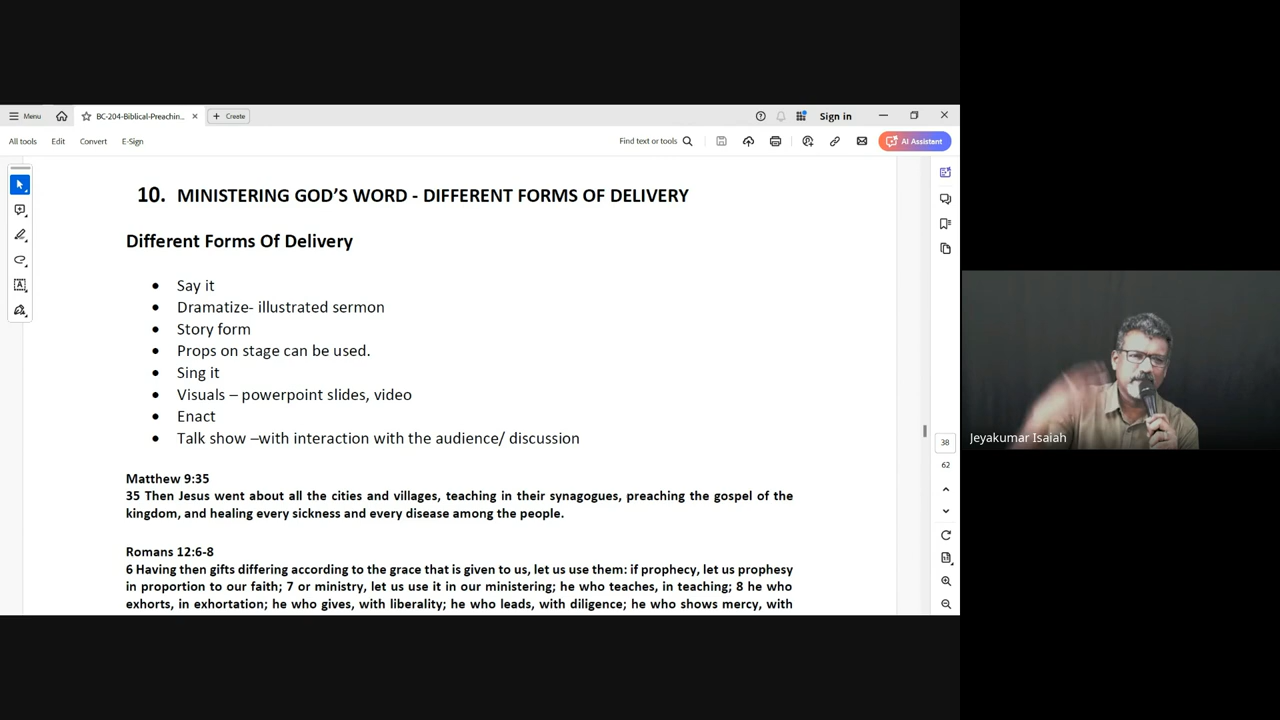 Menu
BC-204-Biblical-Preachin...
Create
Sign in
All tools
Edit
Convert
E-Sign
Find text or tools
AI Assistant
10. MINISTERING GOD'S WORD - DIFFERENT FORMS OF DELIVERY
Different Forms Of Delivery
• Say it
• Dramatize- illustrated sermon
• Story form
• Props on stage can be used.
• Sing it
• Visuals – powerpoint slides, video
• Enact
• Talk show –with interaction with the audience/ discussion
Matthew 9:35
35 Then Jesus went about all the cities and villages, teaching in their synagogues, preaching the gospel of the
kingdom, and healing every sickness and every disease among the people.
Romans 12:6-8
6 Having then gifts differing according to the grace that is given to us, let us use them: if prophecy, let us prophesy
in proportion to our faith; 7 or ministry, let us use it in our ministering; he who teaches, in teaching; 8 he who
exhorts, in exhortation; he who gives, with liberality; he who leads, with diligence; he who shows mercy, with
38
62
Jeyakumar Isaiah